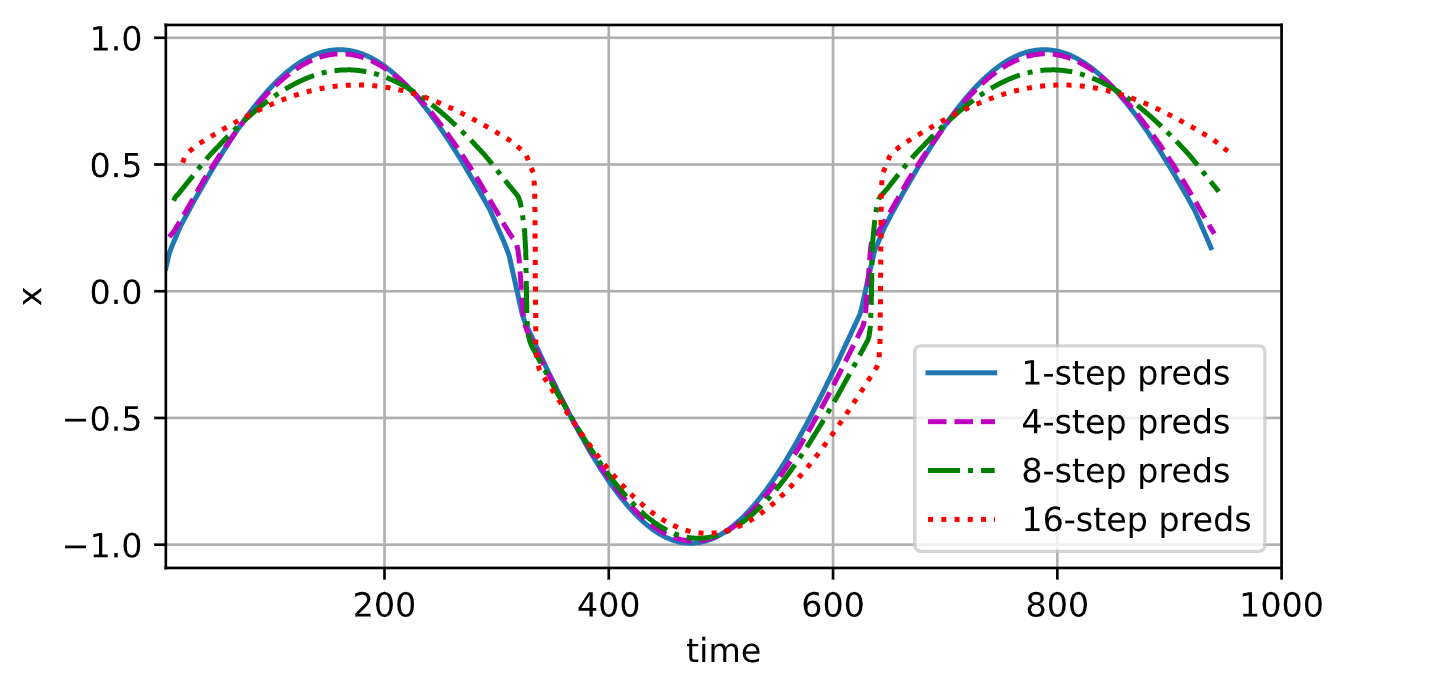 1.0
0.5
0.0
−0.5
−1.0
x
200 400 600 800 1000
time
1-step preds
4-step preds
8-step preds
16-step preds